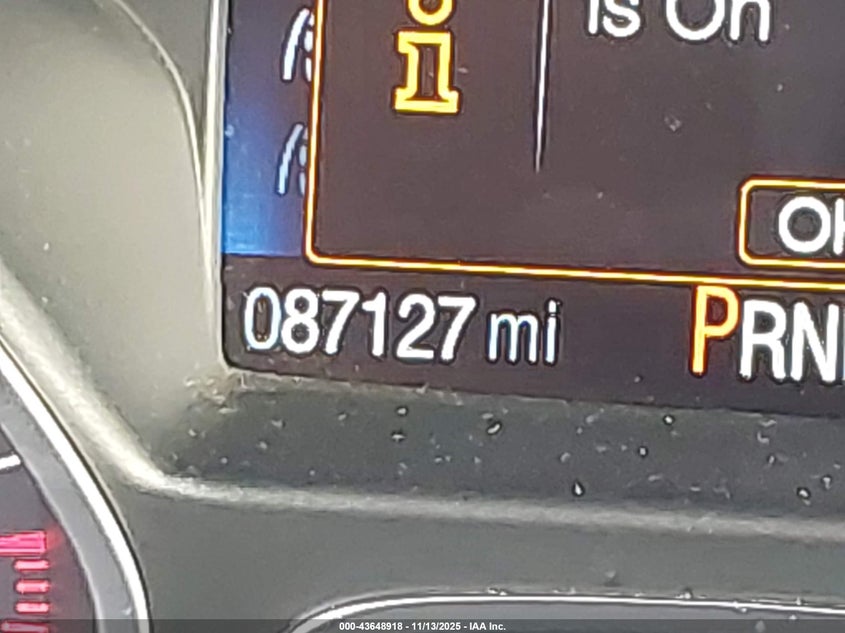 is On
OK
087127 mi PRN
000-43648918 - 11/13/2025 - IAA Inc.